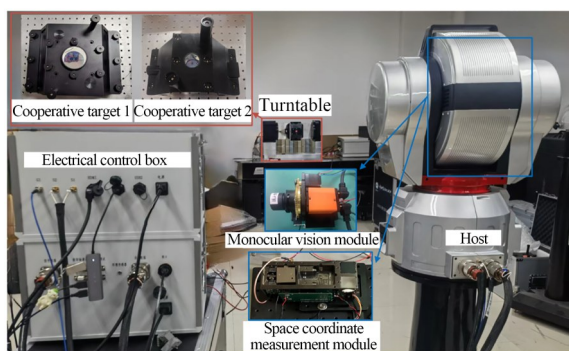 Cooperative target 1
Cooperative target 2
Turntable
Electrical control box
Monocular vision module
Host
Space coordinate
measurement module